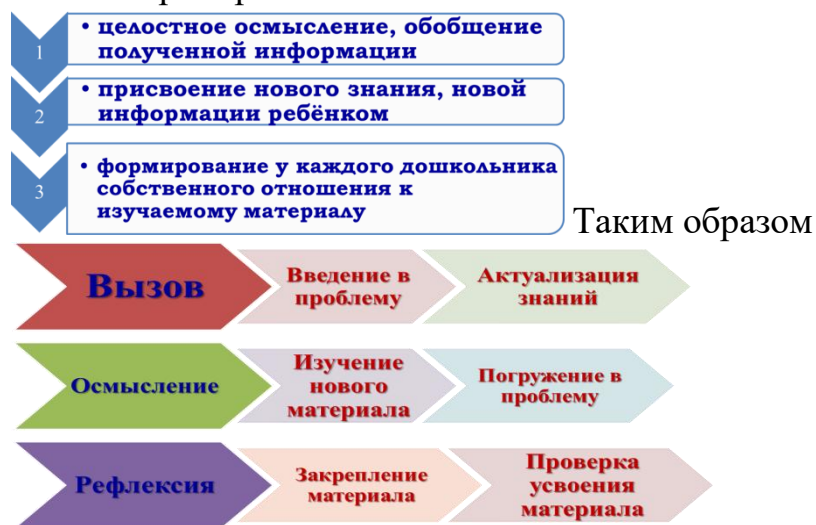 1
• целостное осмысление, обобщение
полученной информации
2
• присвоение нового знания, новой
информации ребёнком
3
• формирование у каждого дошкольника
собственного отношения к
изучаемому материалу
Таким образом
Вызов
Введение в
проблему
Актуализация
знаний
Осмысление
Изучение
нового
материала
Погружение в
проблему
Рефлексия
Закрепление
материала
Проверка
усвоения
материала